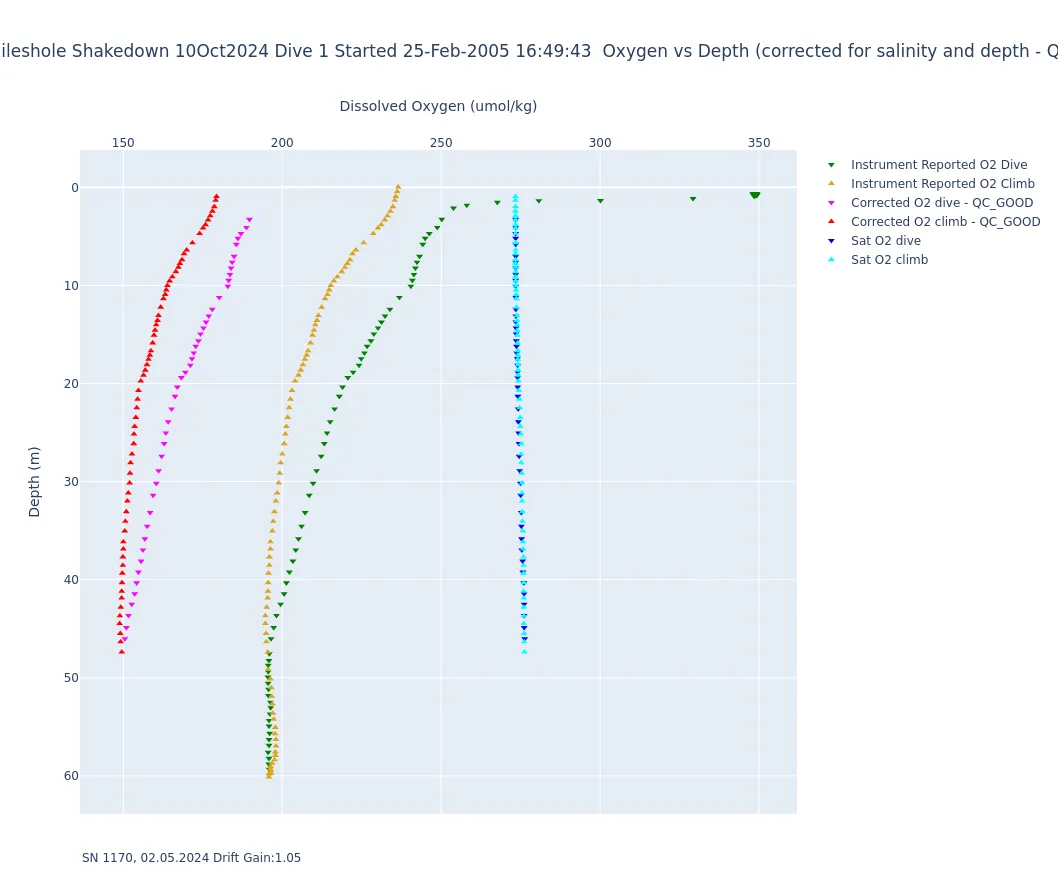 ileshole Shakedown 10Oct2024 Dive 1 Started 25-Feb-2005 16:49:43  Oxygen vs Depth (corrected for salinity and depth - Q
Dissolved Oxygen (umol/kg)
150 200 250 300 350
Instrument Reported O2 Dive
Instrument Reported O2 Climb
Corrected O2 dive - QC_GOOD
Corrected O2 climb - QC_GOOD
Sat O2 dive
Sat O2 climb
0
10
20
30
40
50
60
Depth (m)
SN 1170, 02.05.2024 Drift Gain:1.05